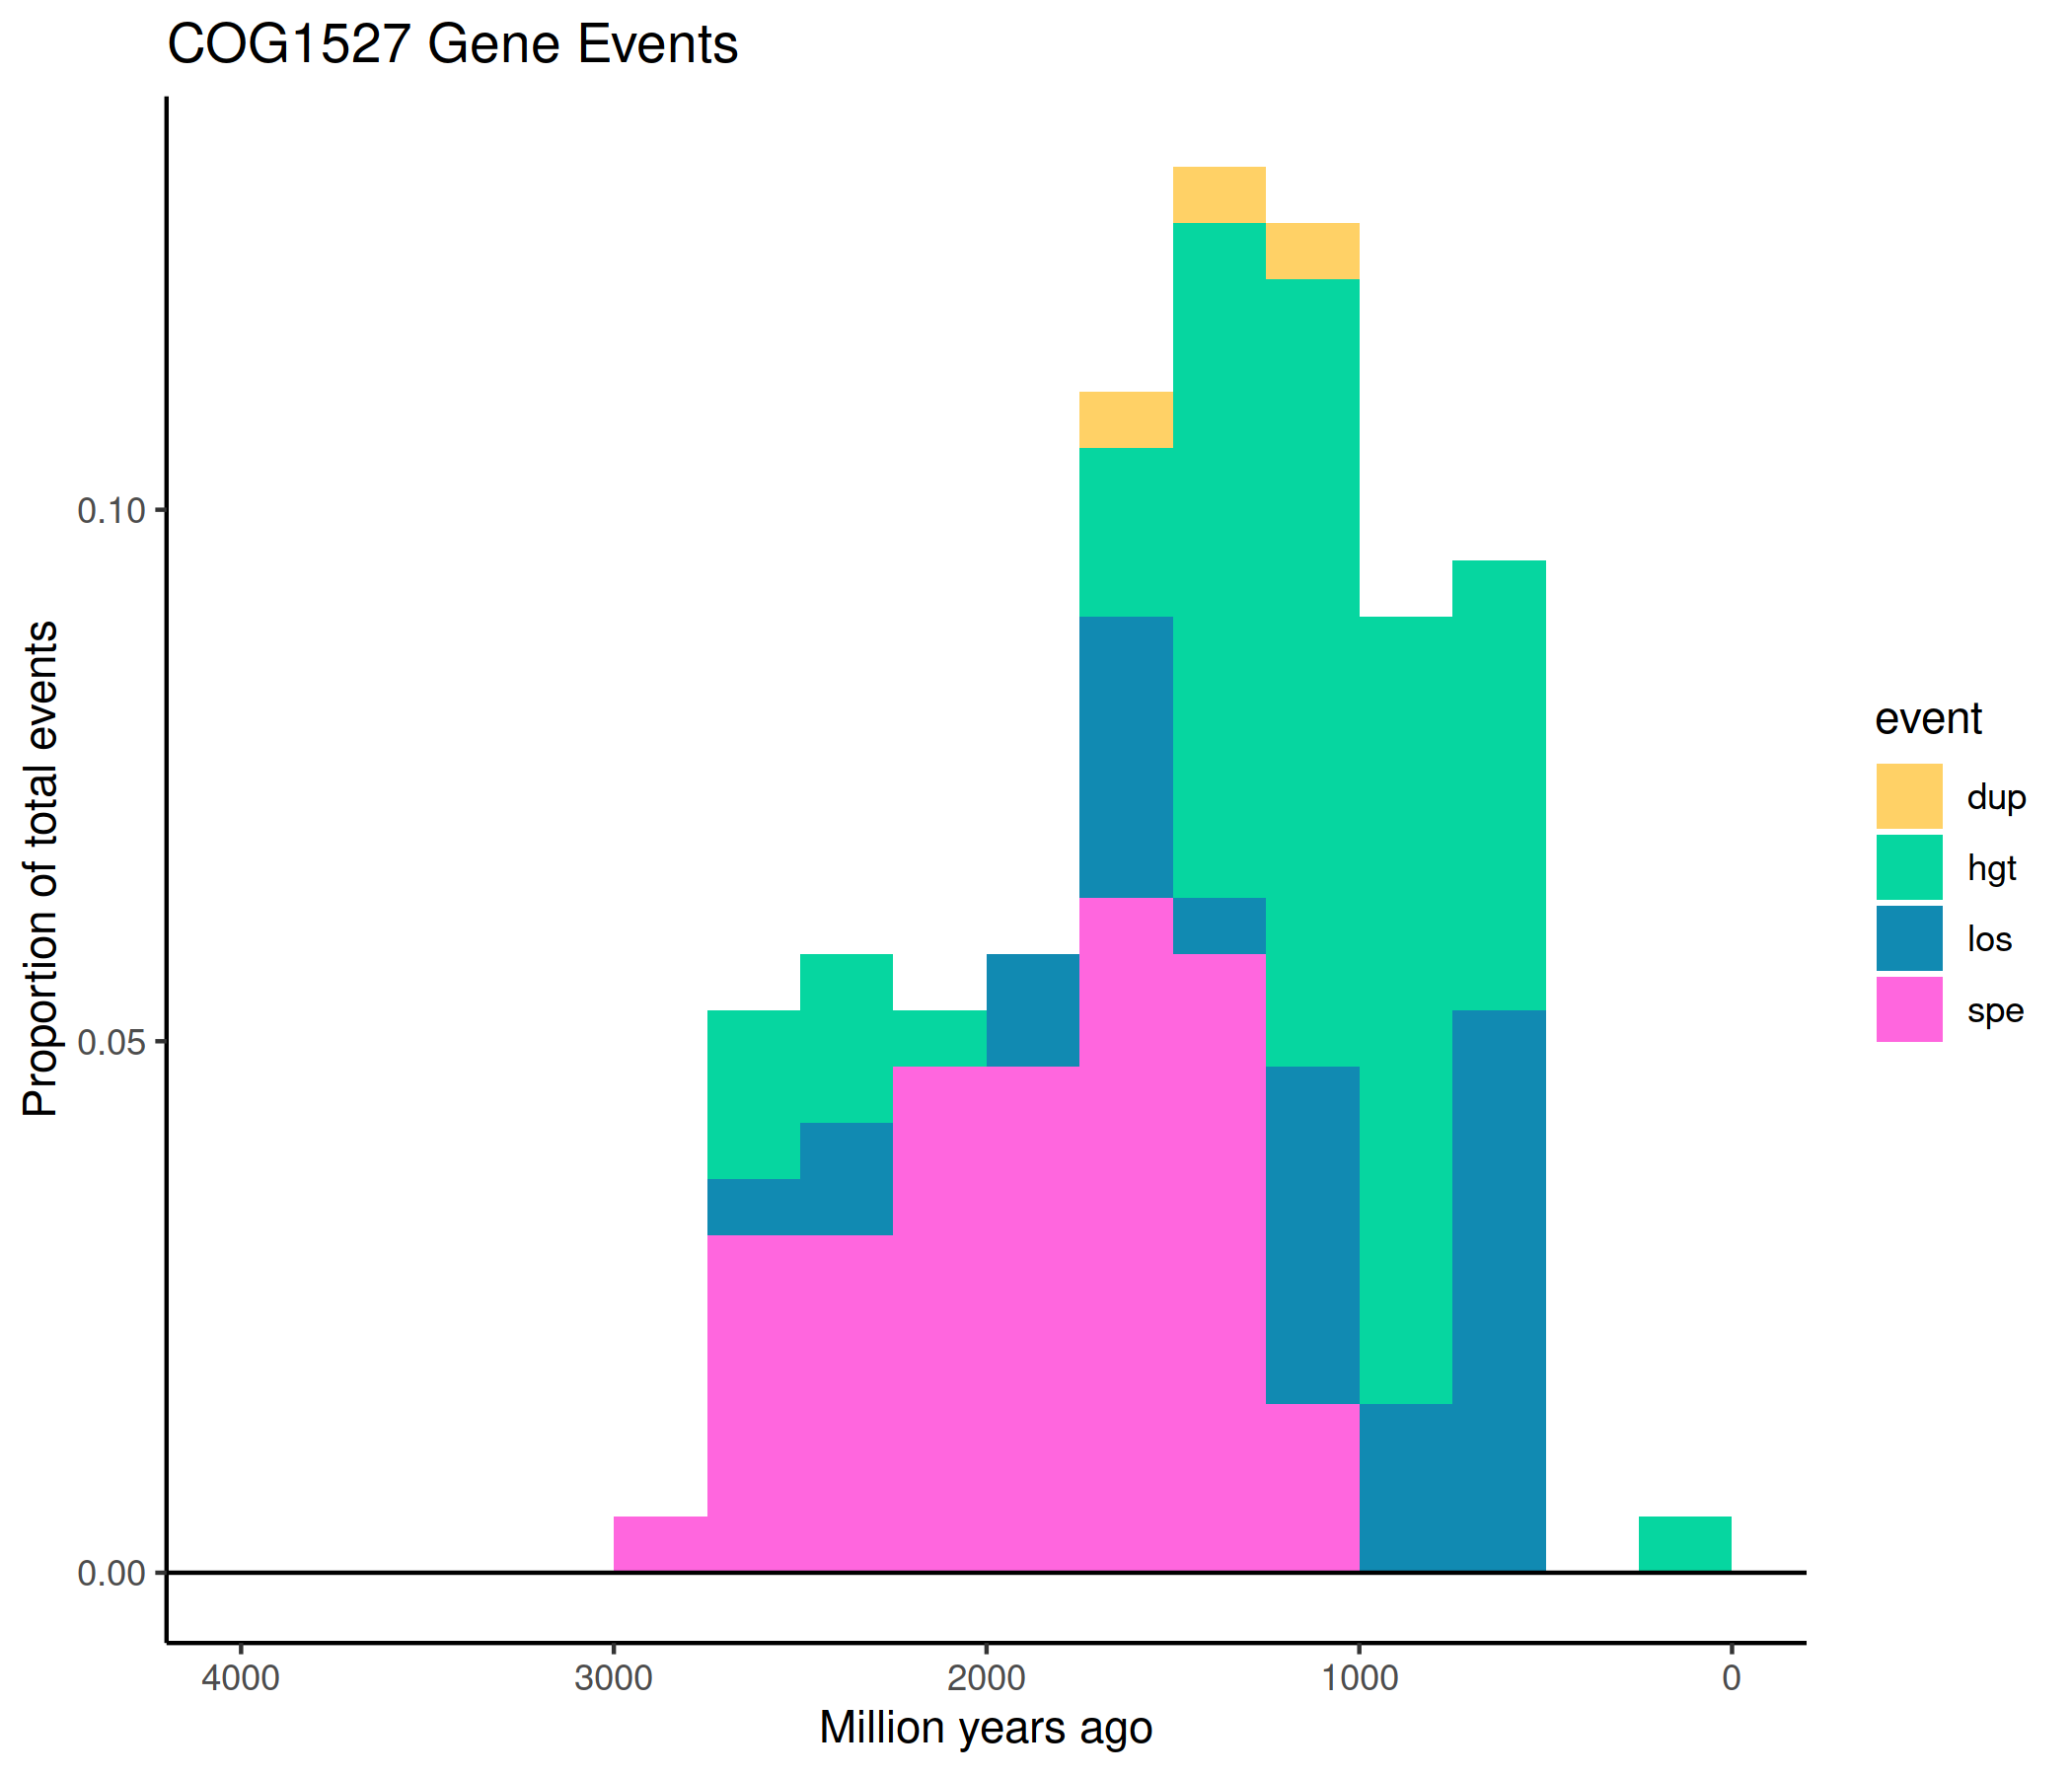 COG1527 Gene Events
Proportion of total events
0.10
0.05
0.00
4000 3000 2000 1000 0
Million years ago
event
dup
hgt
los
spe